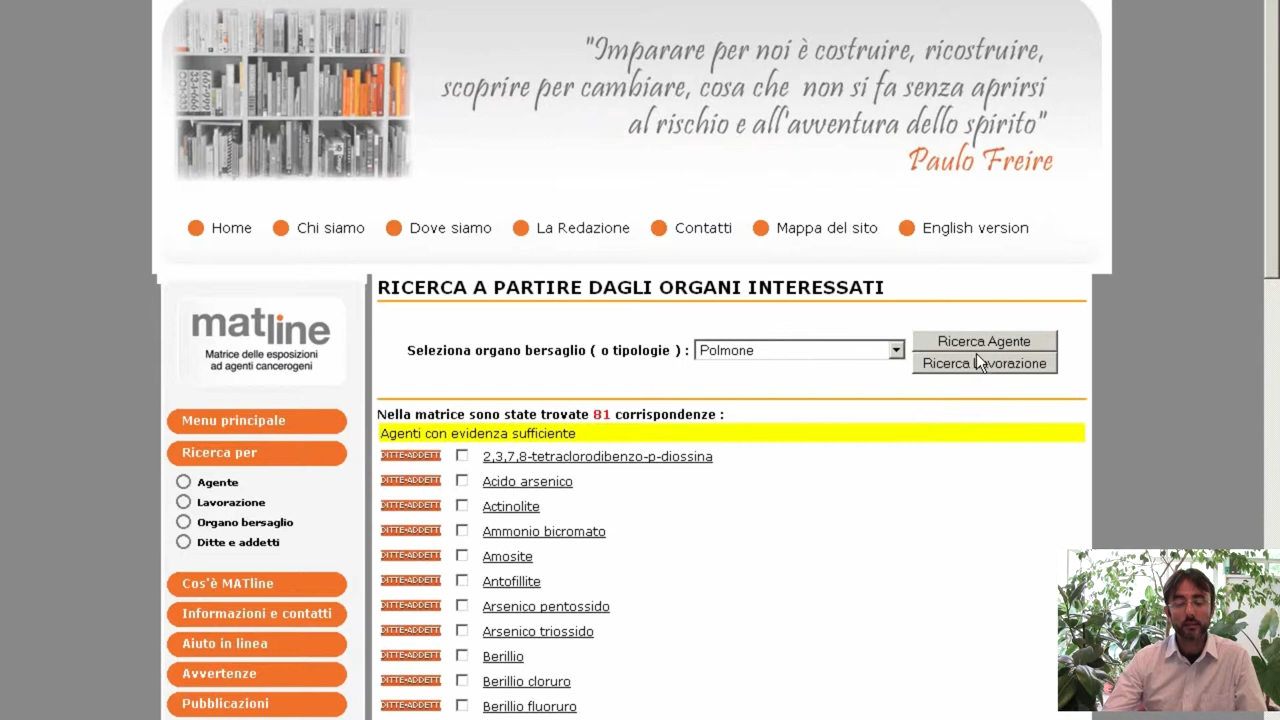 "Imparare per noi è costruire, ricostruire,
scoprire per cambiare, cosa che non si fa senza aprirsi
al rischio e all'avventura dello spirito"
Paulo Freire
Home
Chi siamo
Dove siamo
La Redazione
Contatti
Mappa del sito
English version
matline
Matrice delle esposizioni
ad agenti cancerogeni
Menu principale
Ricerca per
Agente
Lavorazione
Organo bersaglio
Ditte e addetti
Cos'è MATline
Informazioni e contatti
Aiuto in linea
Avvertenze
Pubblicazioni
RICERCA A PARTIRE DAGLI ORGANI INTERESSATI
Seleziona organo bersaglio ( o tipologie ) : Polmone
Ricerca Agente
Ricerca Lavorazione
Nella matrice sono state trovate 81 corrispondenze :
Agenti con evidenza sufficiente
DITTE-ADDETTI 2,3,7,8-tetraclorodibenzo-p-diossina
DITTE-ADDETTI Acido arsenico
DITTE-ADDETTI Actinolite
DITTE-ADDETTI Ammonio bicromato
DITTE-ADDETTI Amosite
DITTE-ADDETTI Antofillite
DITTE-ADDETTI Arsenico pentossido
DITTE-ADDETTI Arsenico triossido
DITTE-ADDETTI Berillio
DITTE-ADDETTI Berillio cloruro
DITTE-ADDETTI Berillio fluoruro